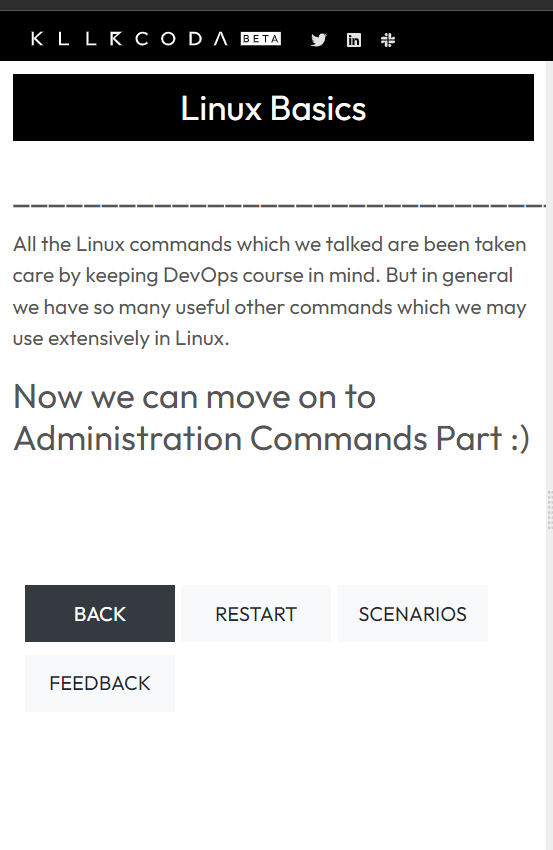 KLLRCODA BETA
Linux Basics
All the Linux commands which we talked are been taken
care by keeping DevOps course in mind. But in general
we have so many useful other commands which we may
use extensively in Linux.
Now we can move on to
Administration Commands Part :)
BACK RESTART SCENARIOS
FEEDBACK